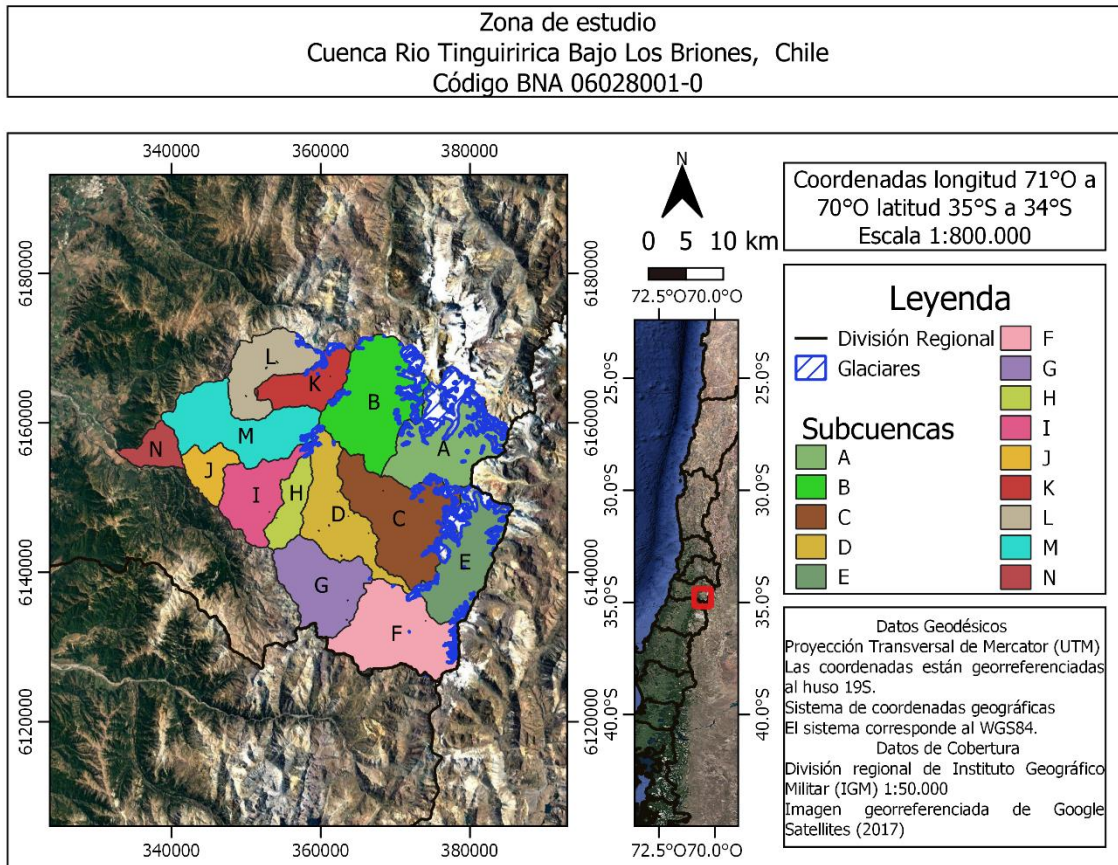 Zona de estudio
Cuenca Rio Tinguiririca Bajo Los Briones, Chile
Código BNA 06028001-0
340000 360000 380000
6180000
6160000
6140000
6120000
L
K
B
M
A
N
J
I
H
D
C
E
G
F
6180000
6160000
6140000
6120000
340000 360000 380000
N
0 5 10 km
72.5°O 70.0°O
25.0°S
30.0°S
35.0°S
40.0°S
25.0°S
30.0°S
35.0°S
40.0°S
72.5°O 70.0°O
Coordenadas longitud 71°O a
70°O latitud 35°S a 34°S
Escala 1:800.000
Leyenda
División Regional
Glaciares
Subcuencas
A
B
C
D
E
F
G
H
I
J
K
L
M
N
Datos Geodésicos
Proyección Transversal de Mercator (UTM)
Las coordenadas están georreferenciadas
al huso 19S.
Sistema de coordenadas geográficas
El sistema corresponde al WGS84.
Datos de Cobertura
División regional de Instituto Geográfico
Militar (IGM) 1:50.000
Imagen georreferenciada de Google
Satellites (2017)